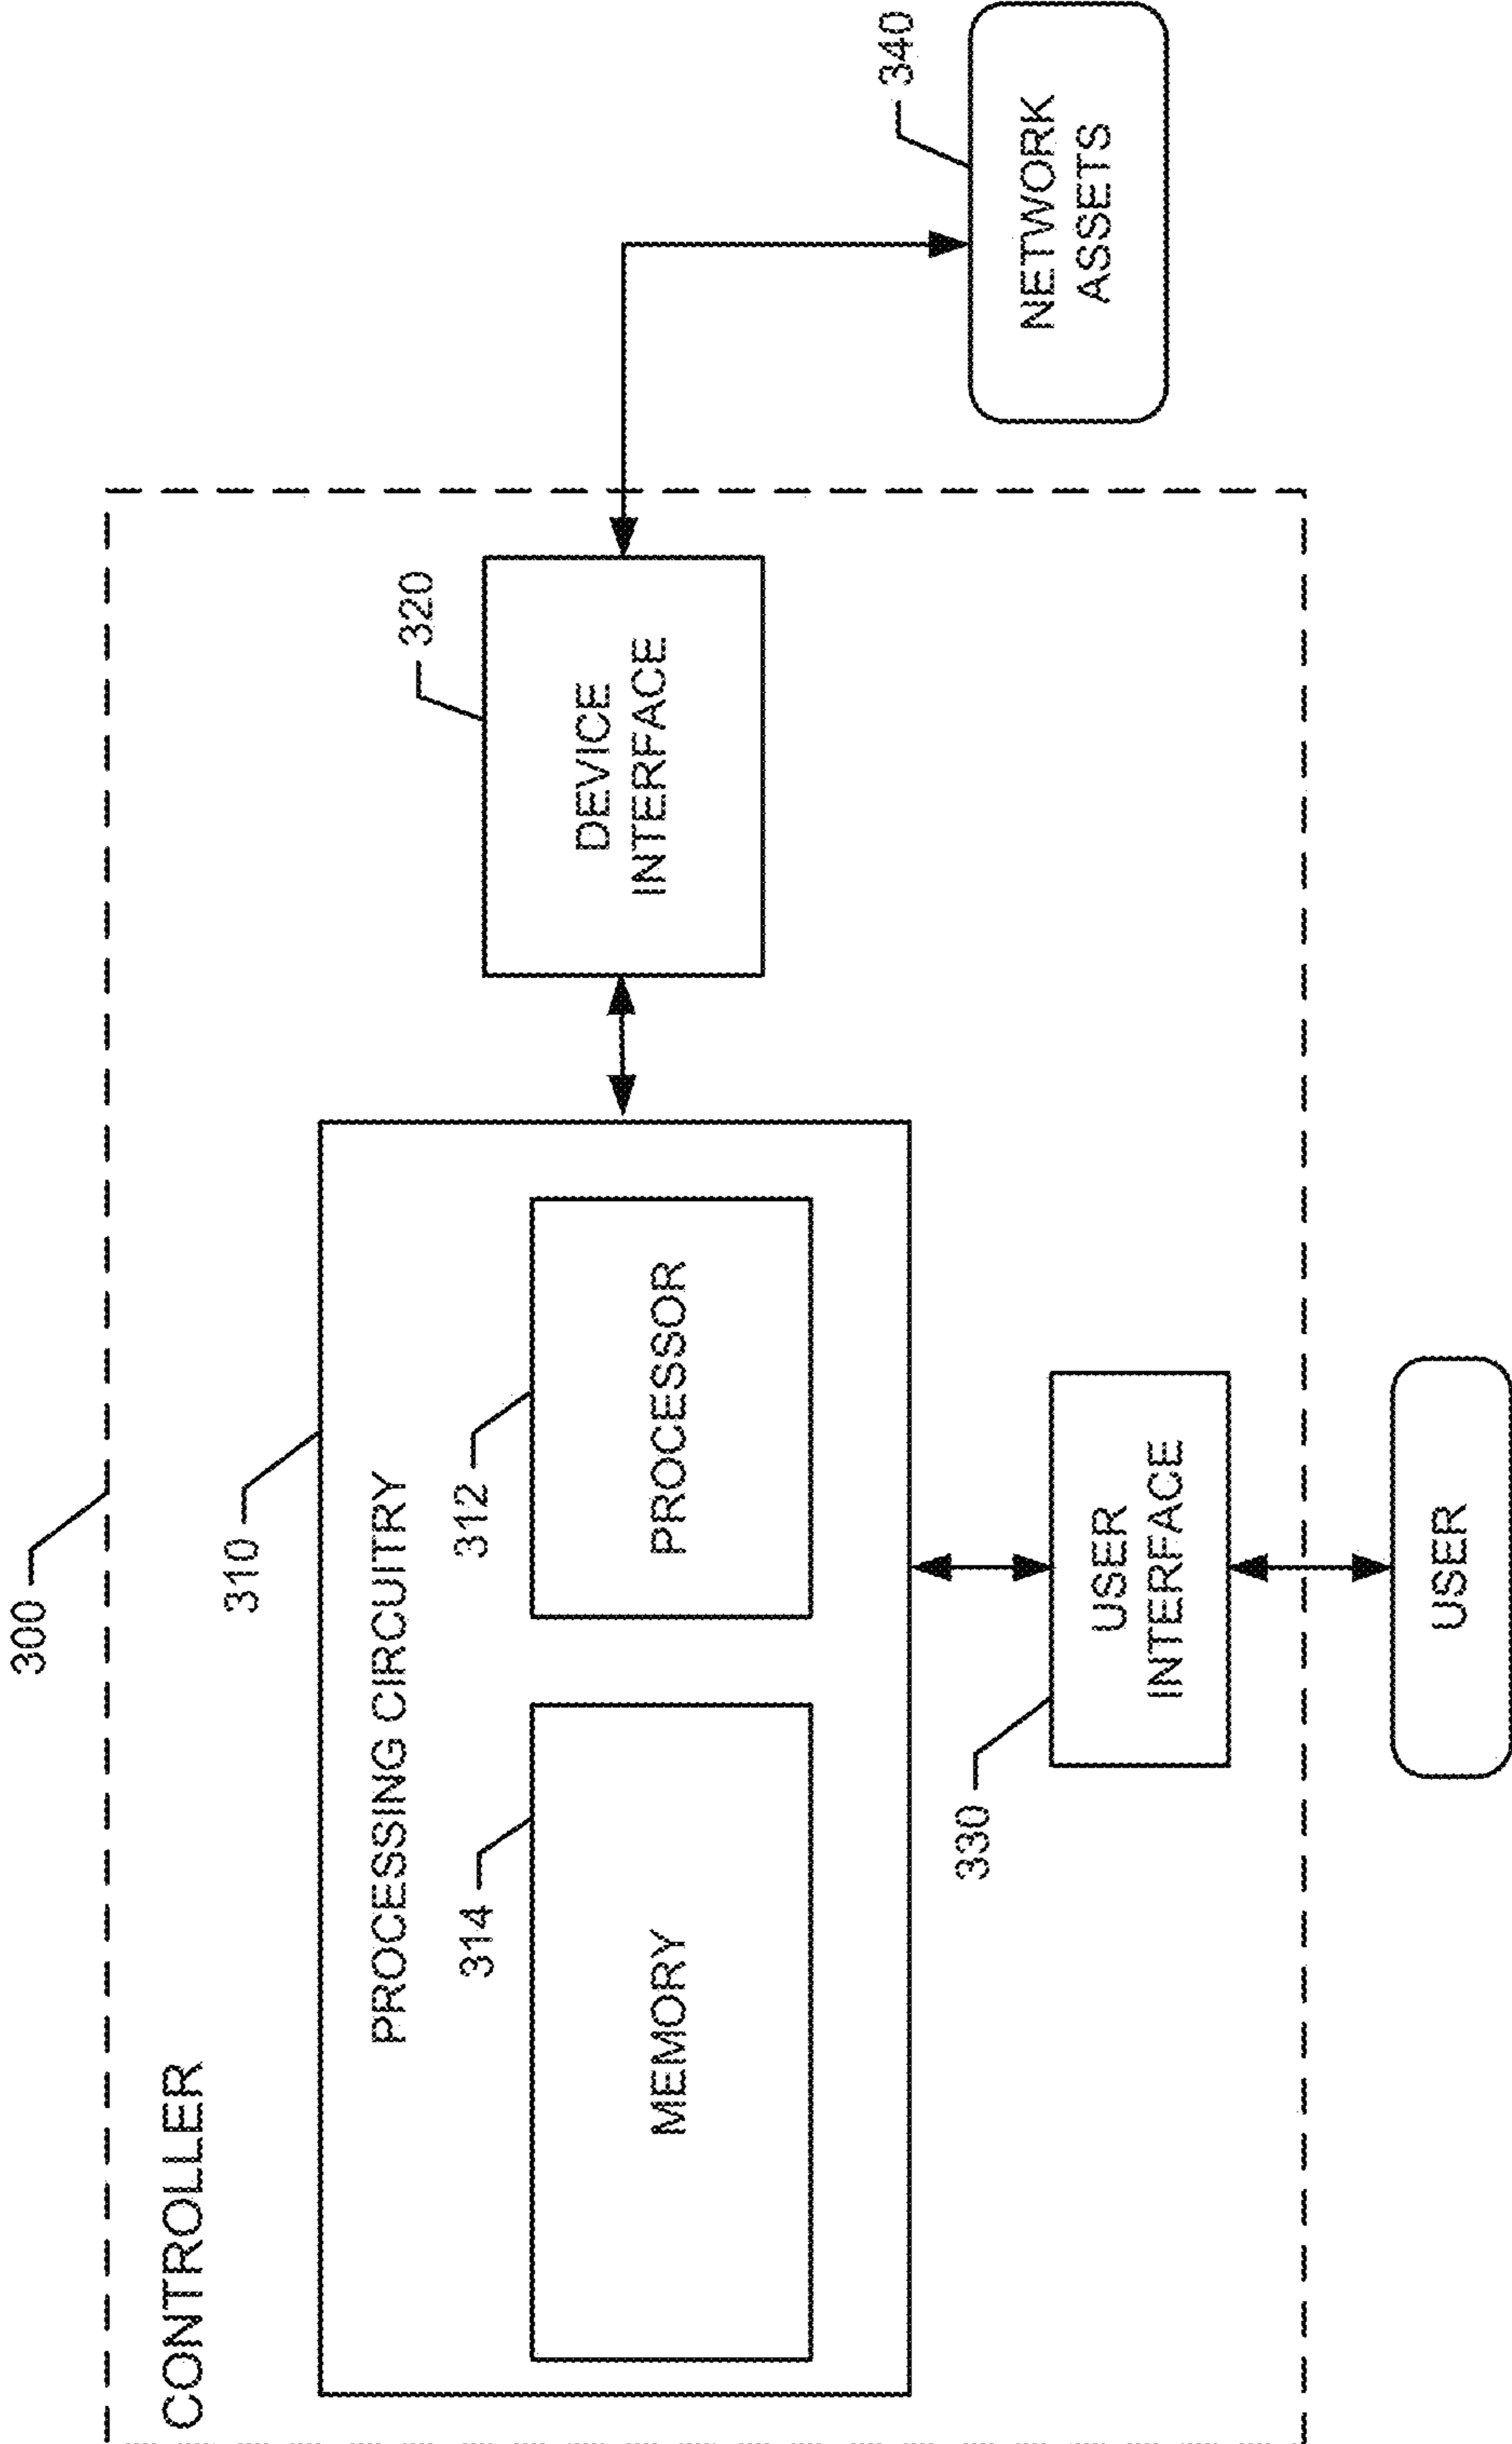 300
CONTROLLER
310
PROCESSING CIRCUITRY
314
MEMORY
312
PROCESSOR
320
DEVICE
INTERFACE
330
USER
INTERFACE
USER
340
NETWORK
ASSETS